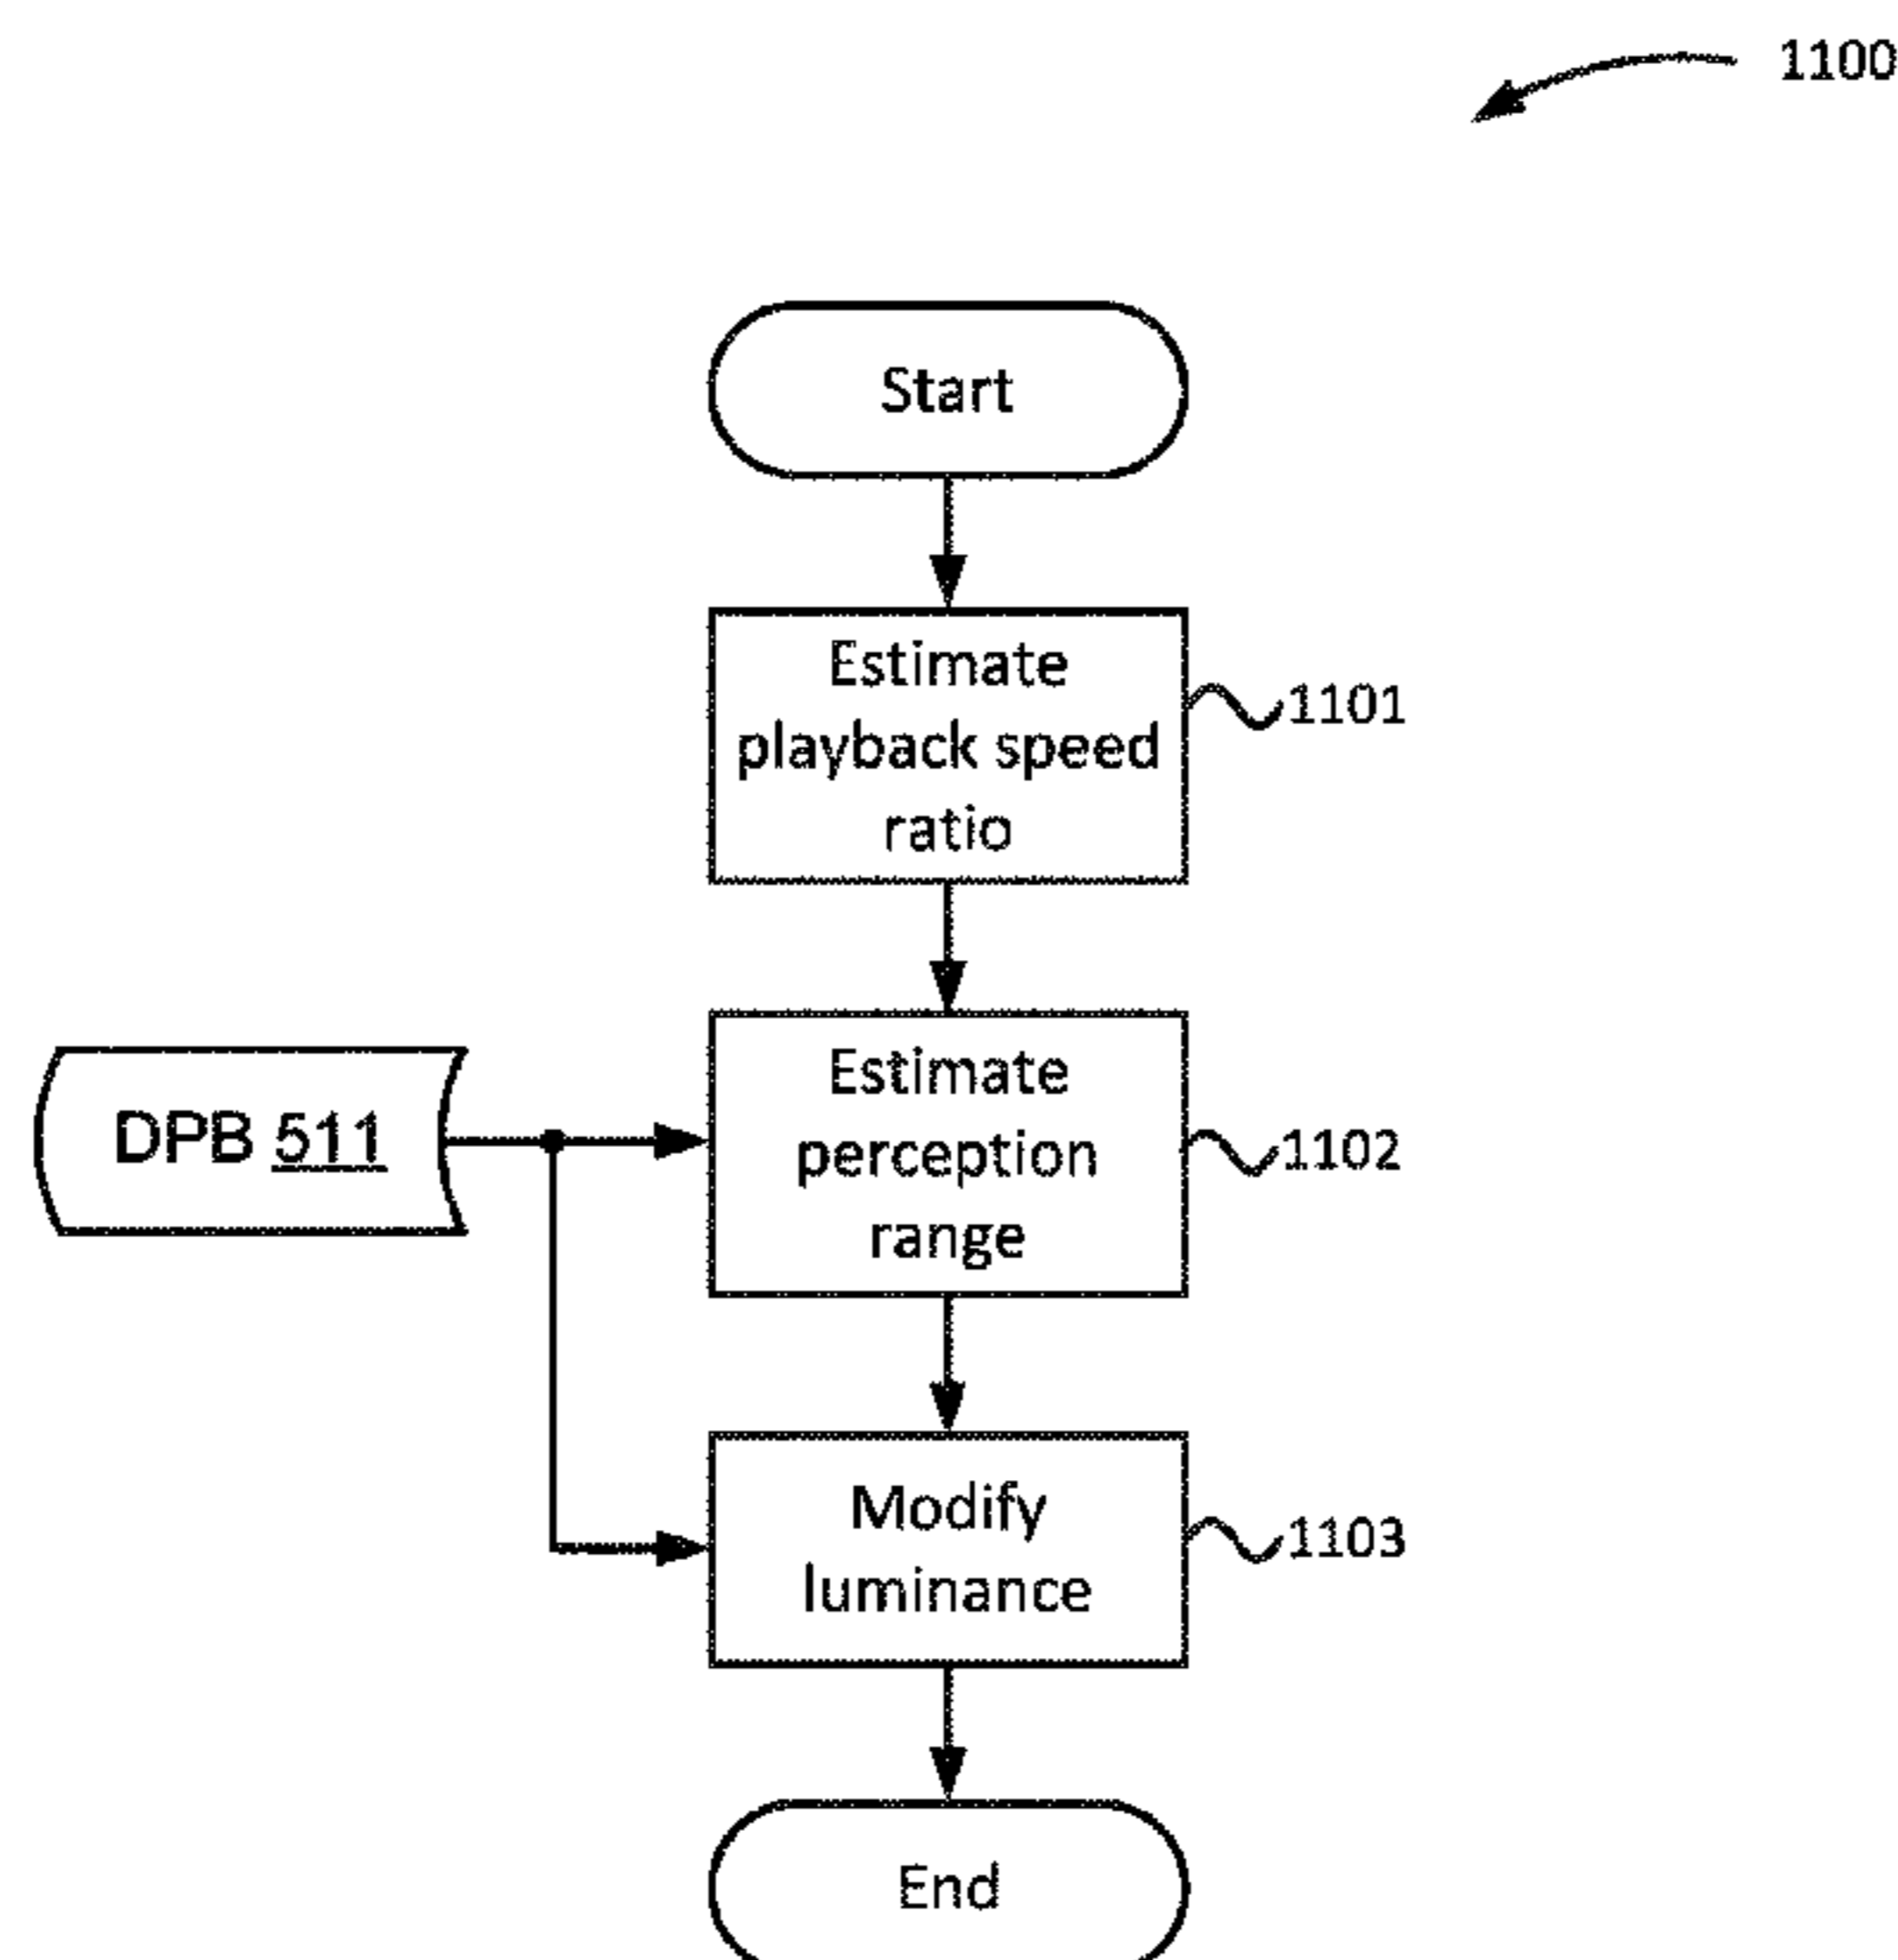 1100
Start
Estimate
playback speed
ratio
1101
DPB 511
Estimate
perception
range
1102
Modify
luminance
1103
End